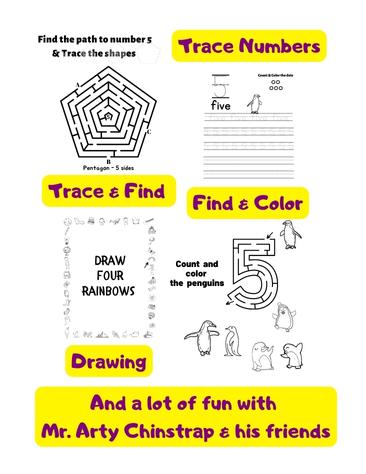 Find the path to number 5
& Trace the shapes
Trace Numbers
A
C
B
Pentagon - 5 sides
5
Count & Color the dots
five
Trace & Find
Find & Color
DRAW
FOUR
RAINBOWS
Count and
color
the penguins
5
Drawing
And a lot of fun with
Mr. Arty Chinstrap & his friends